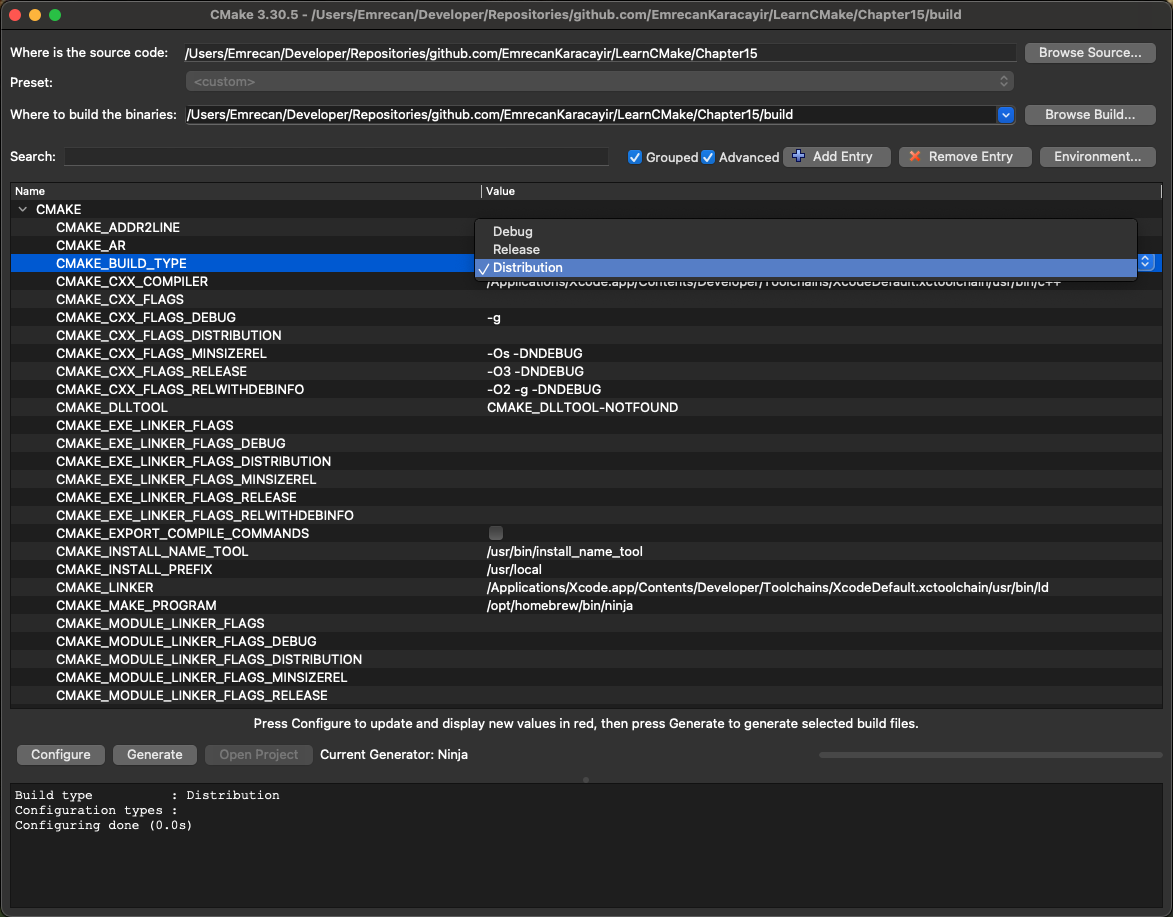 CMake 3.30.5 - /Users/Emrecan/Developer/Repositories/github.com/EmrecanKaracayir/LearnCMake/Chapter15/build
Where is the source code: /Users/Emrecan/Developer/Repositories/github.com/EmrecanKaracayir/LearnCMake/Chapter15 Browse Source...
Preset: <custom>
Where to build the binaries: /Users/Emrecan/Developer/Repositories/github.com/EmrecanKaracayir/LearnCMake/Chapter15/build Browse Build...
Search: Grouped Advanced Add Entry Remove Entry Environment...
Name Value
CMAKE
CMAKE_ADDR2LINE
Debug
CMAKE_AR
Release
CMAKE_BUILD_TYPE
✓ Distribution
CMAKE_CXX_COMPILER /Applications/Xcode.app/Contents/Developer/Toolchains/XcodeDefault.xctoolchain/usr/bin/c++
CMAKE_CXX_FLAGS
CMAKE_CXX_FLAGS_DEBUG -g
CMAKE_CXX_FLAGS_DISTRIBUTION
CMAKE_CXX_FLAGS_MINSIZEREL -Os -DNDEBUG
CMAKE_CXX_FLAGS_RELEASE -O3 -DNDEBUG
CMAKE_CXX_FLAGS_RELWITHDEBINFO -O2 -g -DNDEBUG
CMAKE_DLLTOOL CMAKE_DLLTOOL-NOTFOUND
CMAKE_EXE_LINKER_FLAGS
CMAKE_EXE_LINKER_FLAGS_DEBUG
CMAKE_EXE_LINKER_FLAGS_DISTRIBUTION
CMAKE_EXE_LINKER_FLAGS_MINSIZEREL
CMAKE_EXE_LINKER_FLAGS_RELEASE
CMAKE_EXE_LINKER_FLAGS_RELWITHDEBINFO
CMAKE_EXPORT_COMPILE_COMMANDS
CMAKE_INSTALL_NAME_TOOL /usr/bin/install_name_tool
CMAKE_INSTALL_PREFIX /usr/local
CMAKE_LINKER /Applications/Xcode.app/Contents/Developer/Toolchains/XcodeDefault.xctoolchain/usr/bin/ld
CMAKE_MAKE_PROGRAM /opt/homebrew/bin/ninja
CMAKE_MODULE_LINKER_FLAGS
CMAKE_MODULE_LINKER_FLAGS_DEBUG
CMAKE_MODULE_LINKER_FLAGS_DISTRIBUTION
CMAKE_MODULE_LINKER_FLAGS_MINSIZEREL
CMAKE_MODULE_LINKER_FLAGS_RELEASE
Press Configure to update and display new values in red, then press Generate to generate selected build files.
Configure Generate Open Project Current Generator: Ninja
Build type : Distribution
Configuration types :
Configuring done (0.0s)